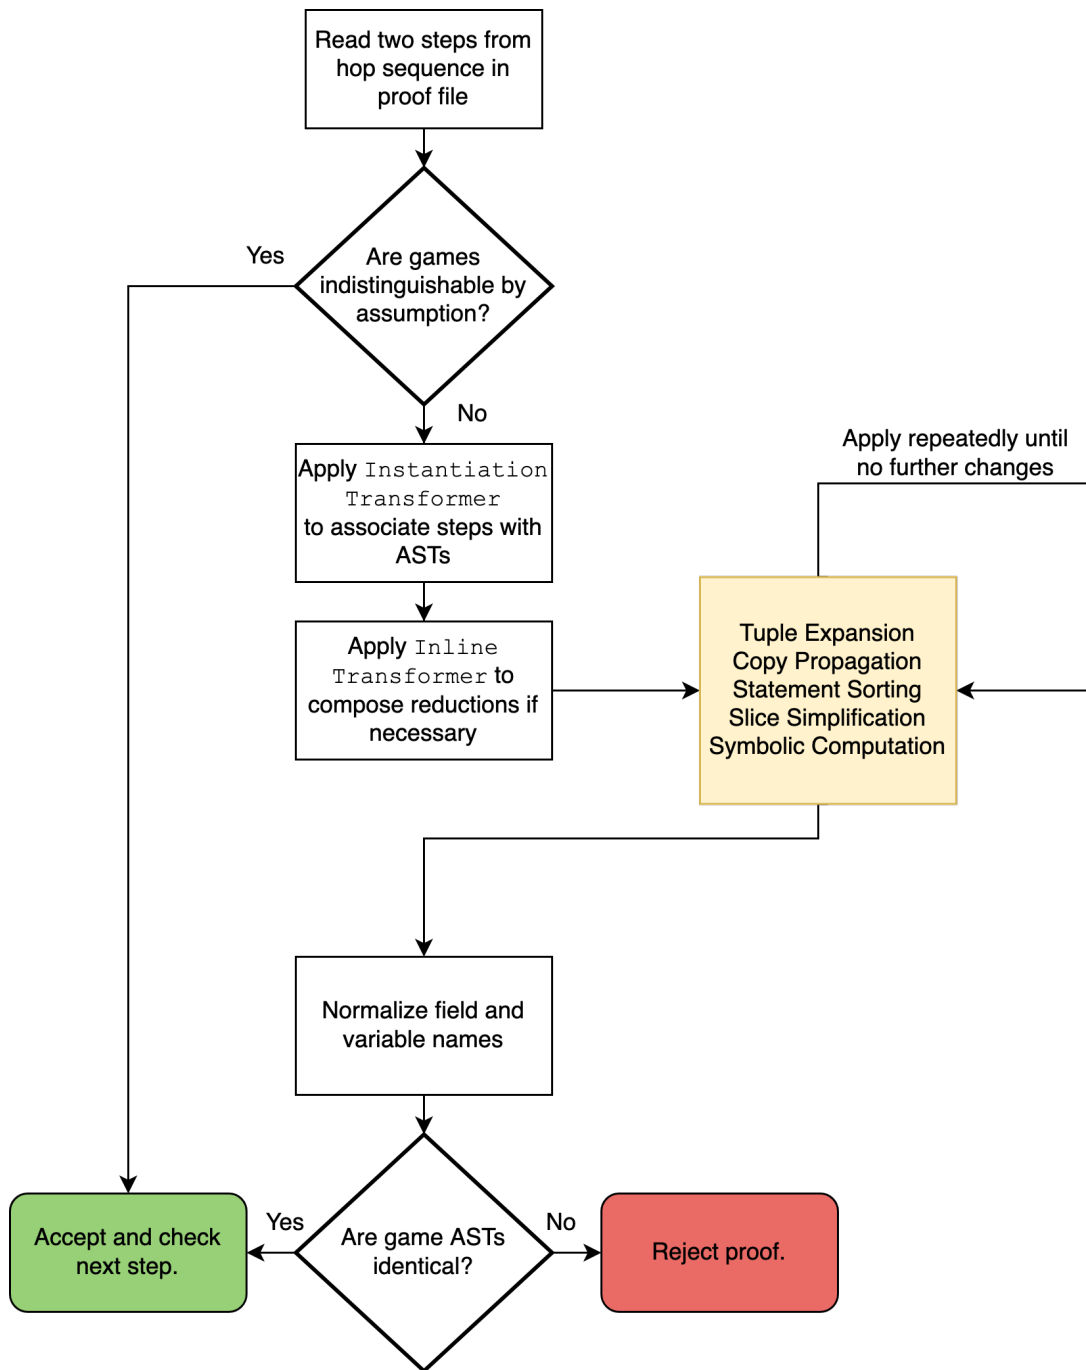 Read two steps from
hop sequence in
proof file
Yes
Are games
indistinguishable by
assumption?
No
Apply Instantiation
Transformer
to associate steps with
ASTs
Apply repeatedly until
no further changes
Apply Inline
Transformer to
compose reductions if
necessary
Tuple Expansion
Copy Propagation
Statement Sorting
Slice Simplification
Symbolic Computation
Normalize field and
variable names
Accept and check
next step.
Yes
Are game ASTs
identical?
No
Reject proof.